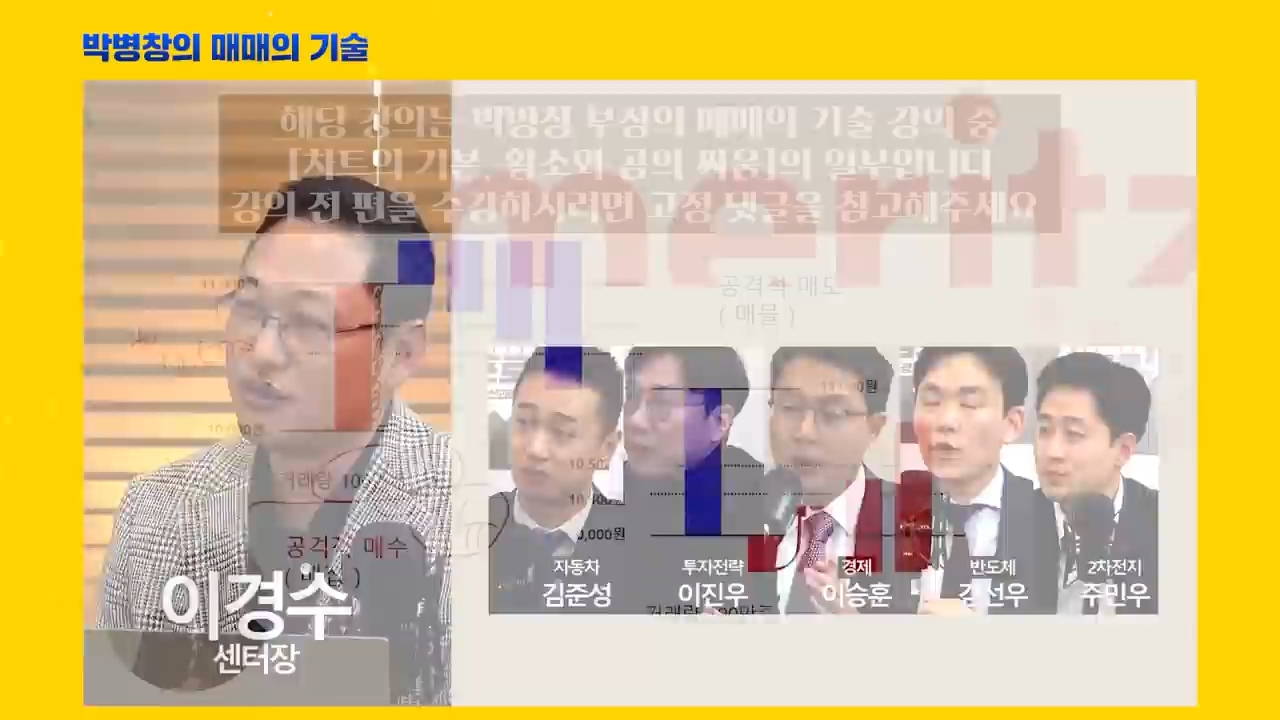 박병창의 매매의 기술
해당 강의는 박병창 부장의 매매의 기술 강의 중
[차트의 기본, 황소와 곰의 싸움]의 일부입니다
강의 전 편을 수강하시려면 고정 댓글을 참고해주세요
meritz
공격적 매도
( 매물 )
공격적 매수
이경수
센터장
자동차
김준성
투자전략
이진우
경제
이승훈
반도체
김선우
2차전지
주민우